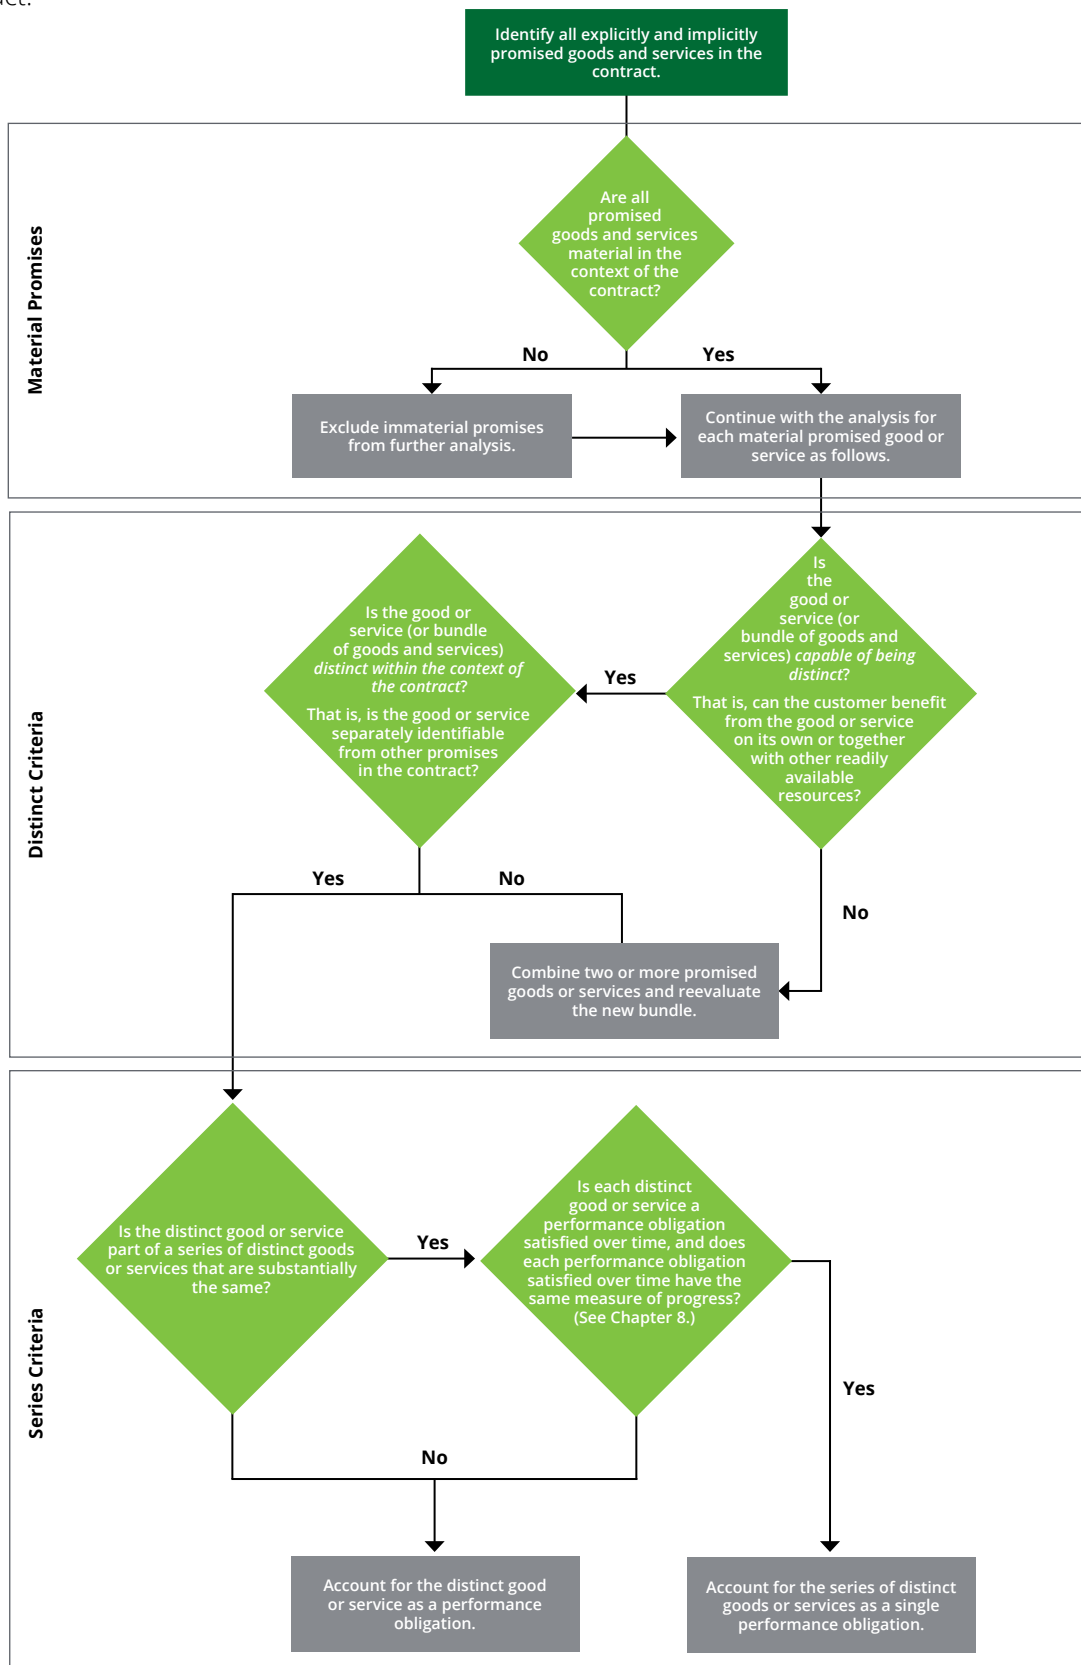 Identify all explicitly and implicitly
promised goods and services in the
contract.
Material Promises
Are all
promised
goods and services
material in the
context of the
contract?
No
Yes
Exclude immaterial promises
from further analysis.
Continue with the analysis for
each material promised good or
service as follows.
Distinct Criteria
Is
the
good or
service (or
bundle of goods and
services) capable of being
distinct?
That is, can the customer benefit
from the good or service
on its own or together
with other readily
available
resources?
Yes
Is the good or
service (or bundle
of goods and services)
distinct within the context of
the contract?
That is, is the good or service
separately identifiable
from other promises
in the contract?
Yes
No
No
Combine two or more promised
goods or services and reevaluate
the new bundle.
Series Criteria
Is the distinct good or service
part of a series of distinct goods
or services that are substantially
the same?
Yes
Is each distinct
good or service a
performance obligation
satisfied over time, and does
each performance obligation
satisfied over time have the
same measure of progress?
(See Chapter 8.)
Yes
No
Account for the distinct good
or service as a performance
obligation.
Account for the series of distinct
goods or services as a single
performance obligation.